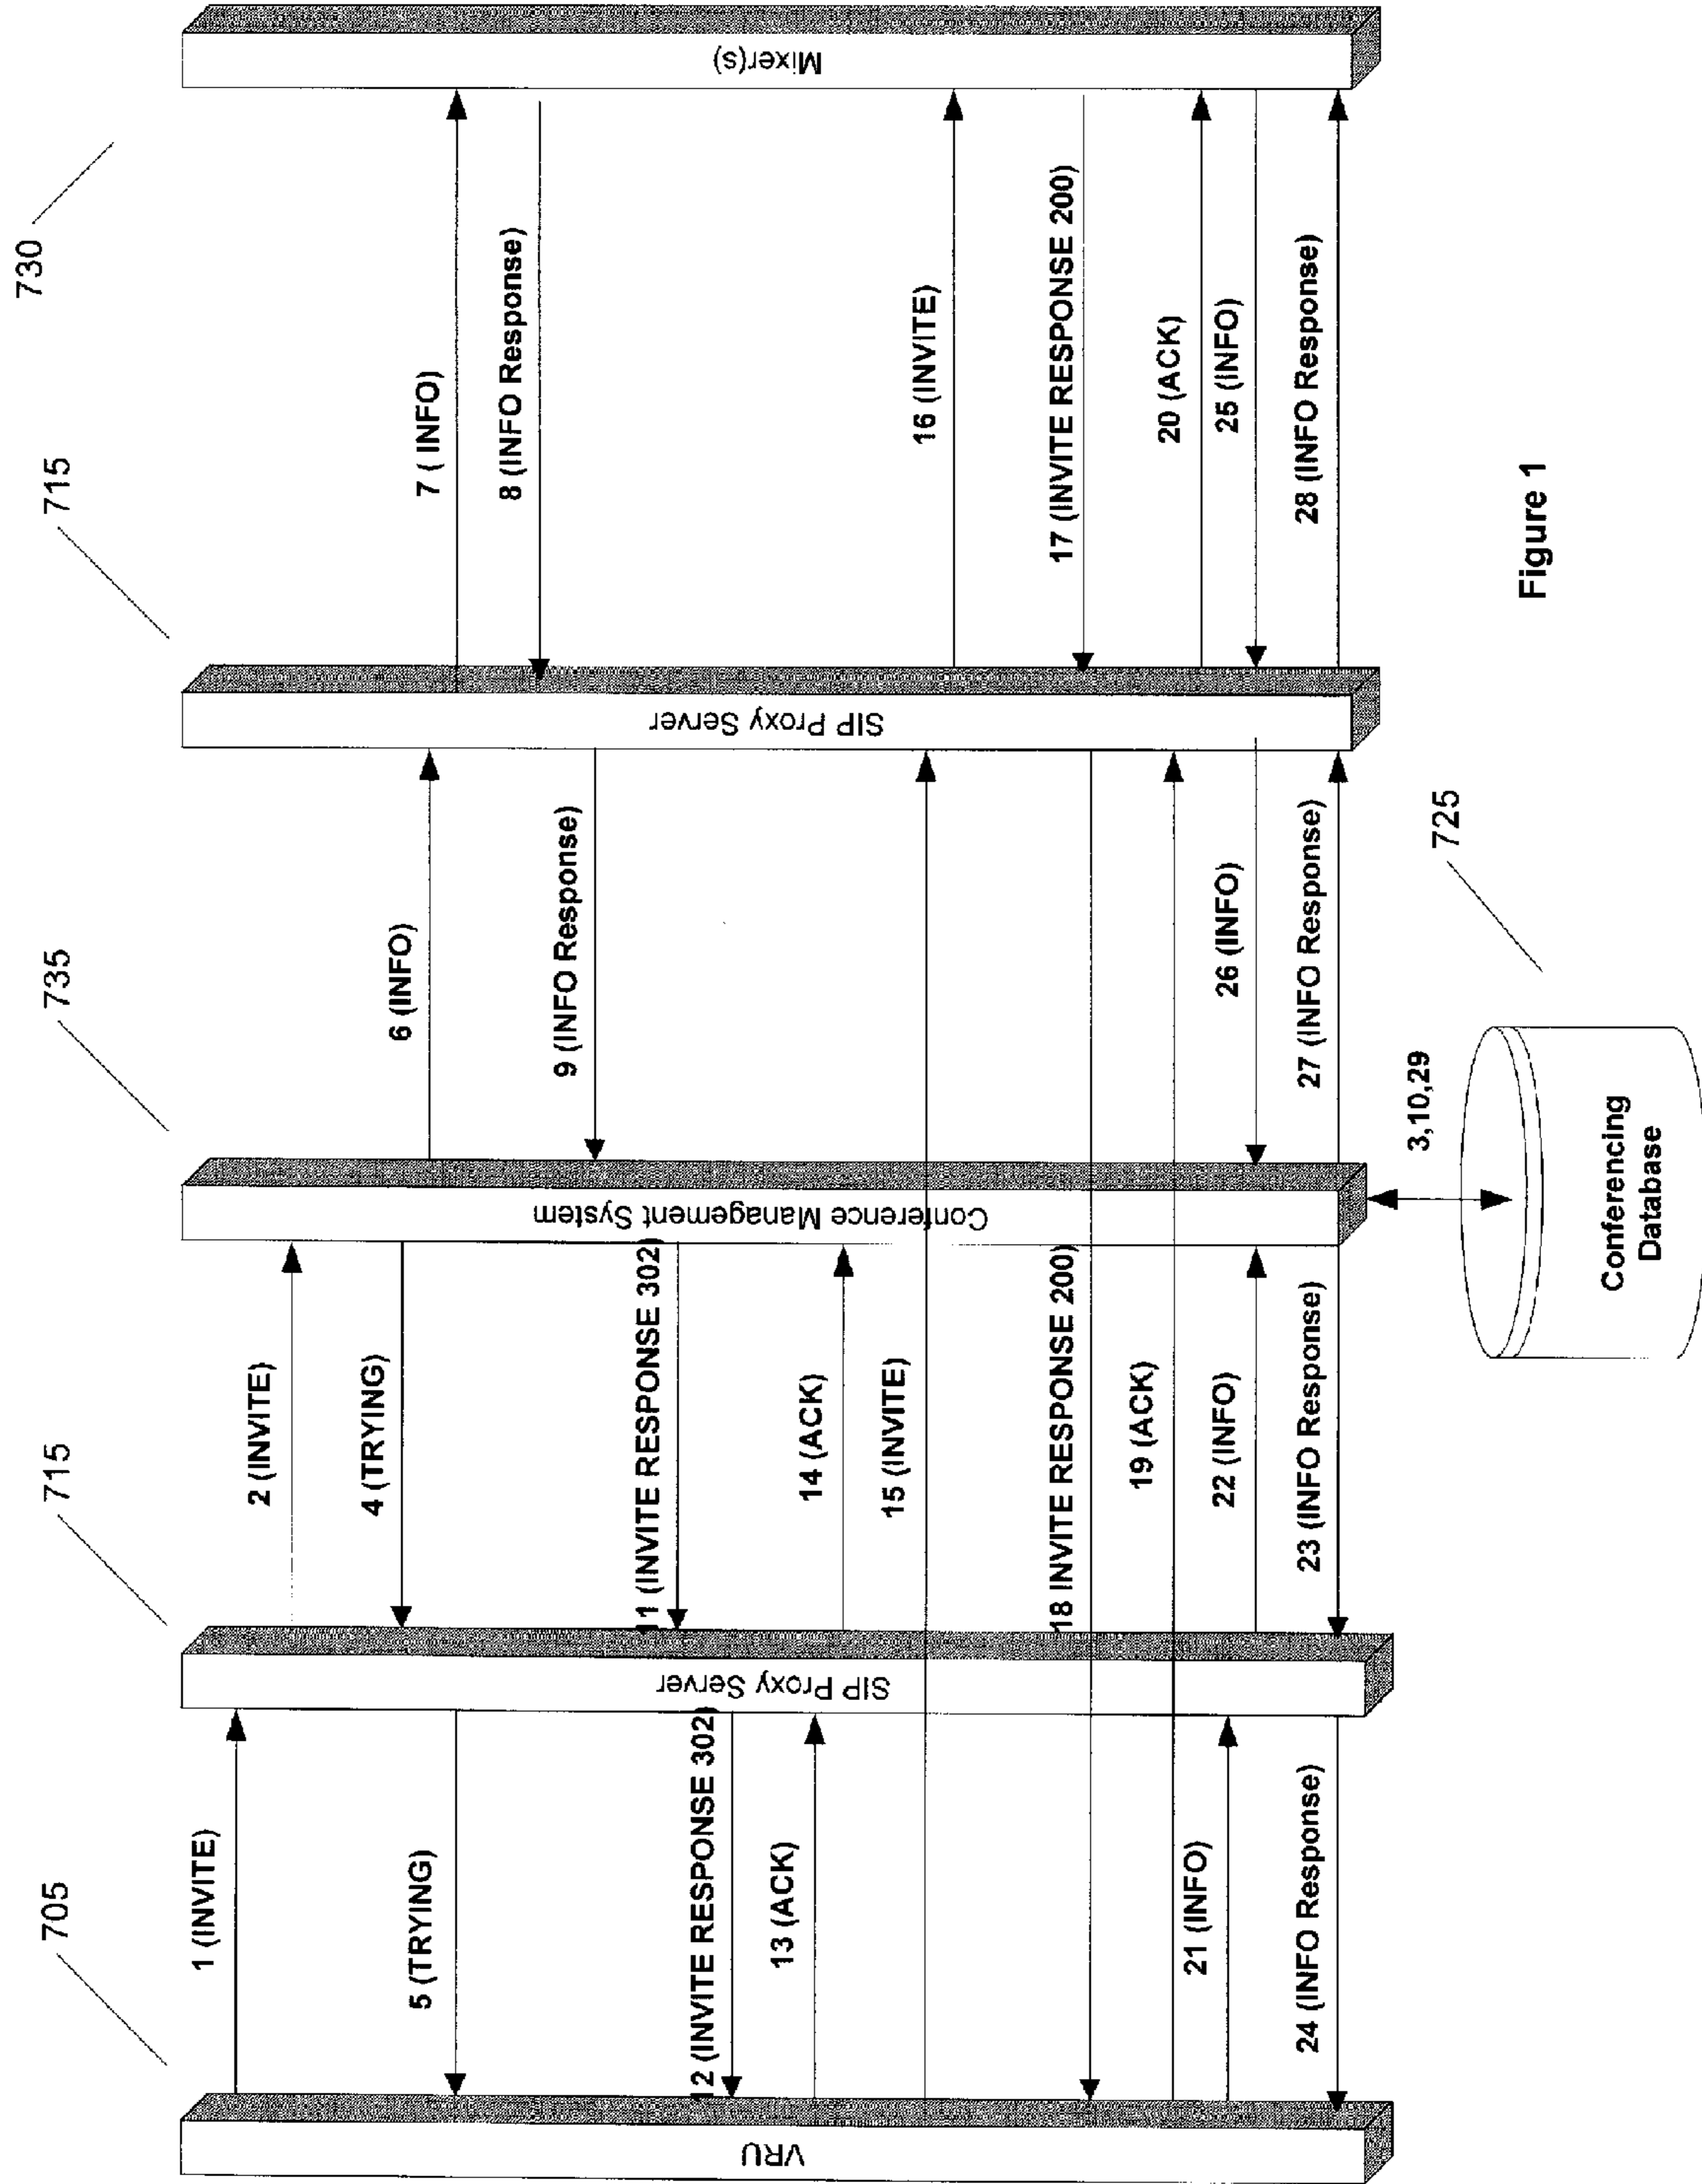 705
715
735
715
730
VRU
SIP Proxy Server
Conference Management System
SIP Proxy Server
Mixer(s)
1 (INVITE)
2 (INVITE)
4 (TRYING)
5 (TRYING)
6 (INFO)
7 ( INFO)
8 (INFO Response)
9 (INFO Response)
11 (INVITE RESPONSE 302)
12 (INVITE RESPONSE 302)
13 (ACK)
14 (ACK)
15 (INVITE)
16 (INVITE)
17 (INVITE RESPONSE 200)
18 INVITE RESPONSE 200)
19 (ACK)
20 (ACK)
21 (INFO)
22 (INFO)
25 (INFO)
26 (INFO)
24 (INFO Response)
23 (INFO Response)
27 (INFO Response)
28 (INFO Response)
3,10,29
725
Conferencing
Database
Figure 1